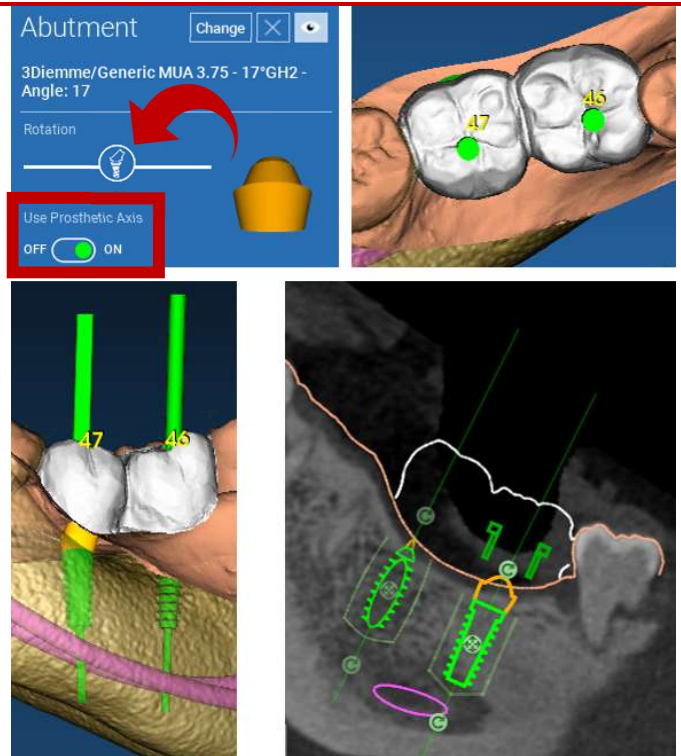 Abutment
Change
3Diemme/Generic MUA 3.75 - 17°GH2 -
Angle: 17
Rotation
Use Prosthetic Axis
OFF ON
47
46
47
46